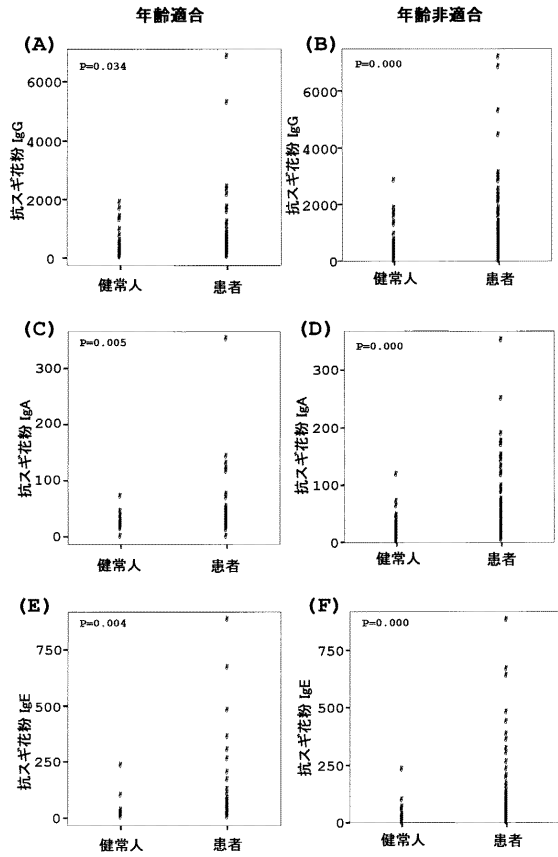 年齢適合
年齢非適合
(A)
P=0.034
抗スギ花粉 IgG
6000
4000
2000
0
健常人
患者
(B)
P=0.000
抗スギ花粉 IgG
6000
4000
2000
0
健常人
患者
(C)
P=0.005
抗スギ花粉 IgA
300
200
100
0
健常人
患者
(D)
P=0.000
抗スギ花粉 IgA
300
200
100
0
健常人
患者
(E)
P=0.004
抗スギ花粉 IgE
750
500
250
0
健常人
患者
(F)
P=0.000
抗スギ花粉 IgE
750
500
250
0
健常人
患者